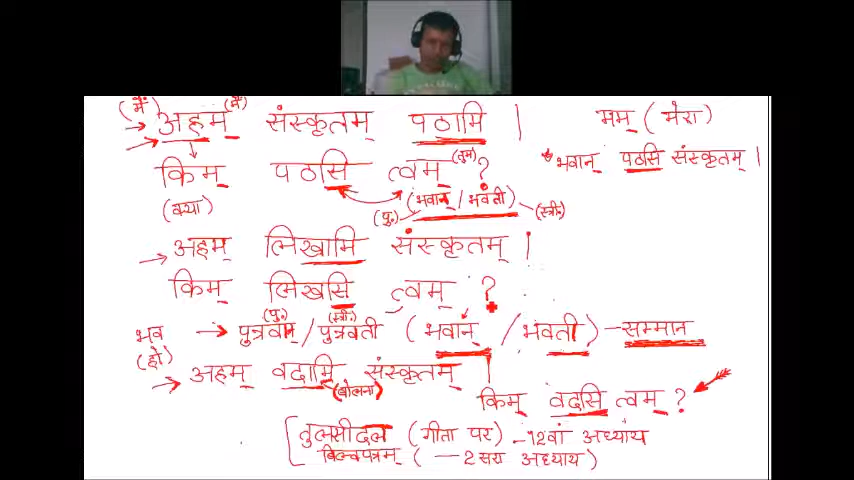 (मैं) (मैं)
अहम् संस्कृतम् पठामि | मम् (मेरा)
किम् पठसि त्वम् ? (तुम) भवान् पठसि संस्कृतम् |
(क्या) (पु.) (भवान् / भवती) (स्त्री.)
अहम् लिखामि संस्कृतम् |
किम् लिखसि त्वम् ?
(पु.) (स्त्री.)
भव पुत्रवान् / पुत्रवती (भवान् / भवती) - सम्मान
(हो)
अहम् वदामि संस्कृतम् |
(बोलना)
किम् वदसि त्वम् ?
तुलसीदल (गीता पर) - 12वां अध्याय
बिल्वपत्रम् ( — 2सरा अध्याय)